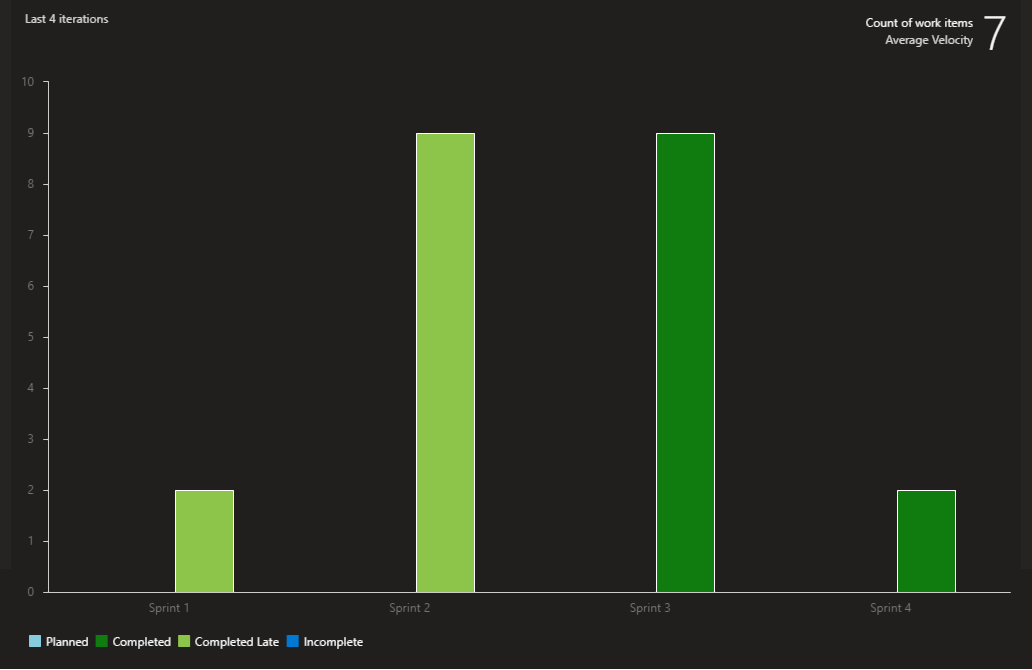 Last 4 iterations
Count of work items
Average Velocity
7
10
9
8
7
6
5
4
3
2
1
0
Sprint 1 Sprint 2 Sprint 3 Sprint 4
Planned Completed Completed Late Incomplete